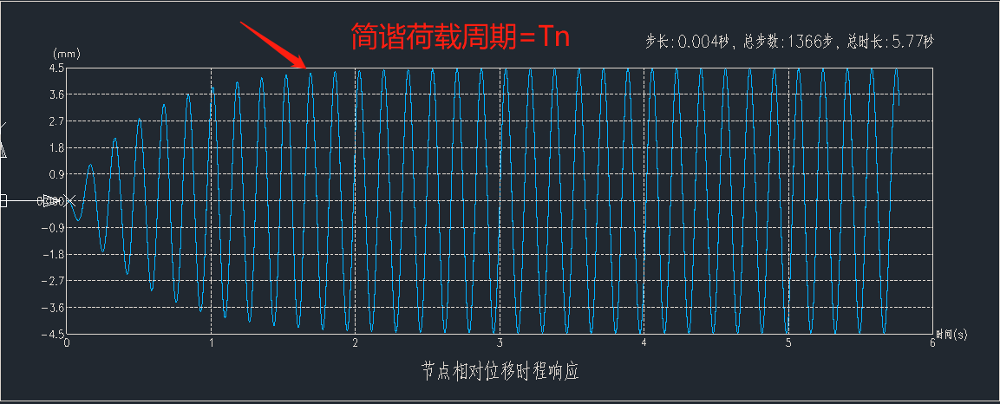 简谐荷载周期=Tn
步长:0.004秒, 总步数:1366步, 总时长:5.77秒
(mm)
4.5
3.6
2.7
1.8
0.9
-0.9
-1.8
-2.7
-3.6
-4.5
0 1 2 3 4 5 6 时间(s)
节点相对位移时程响应